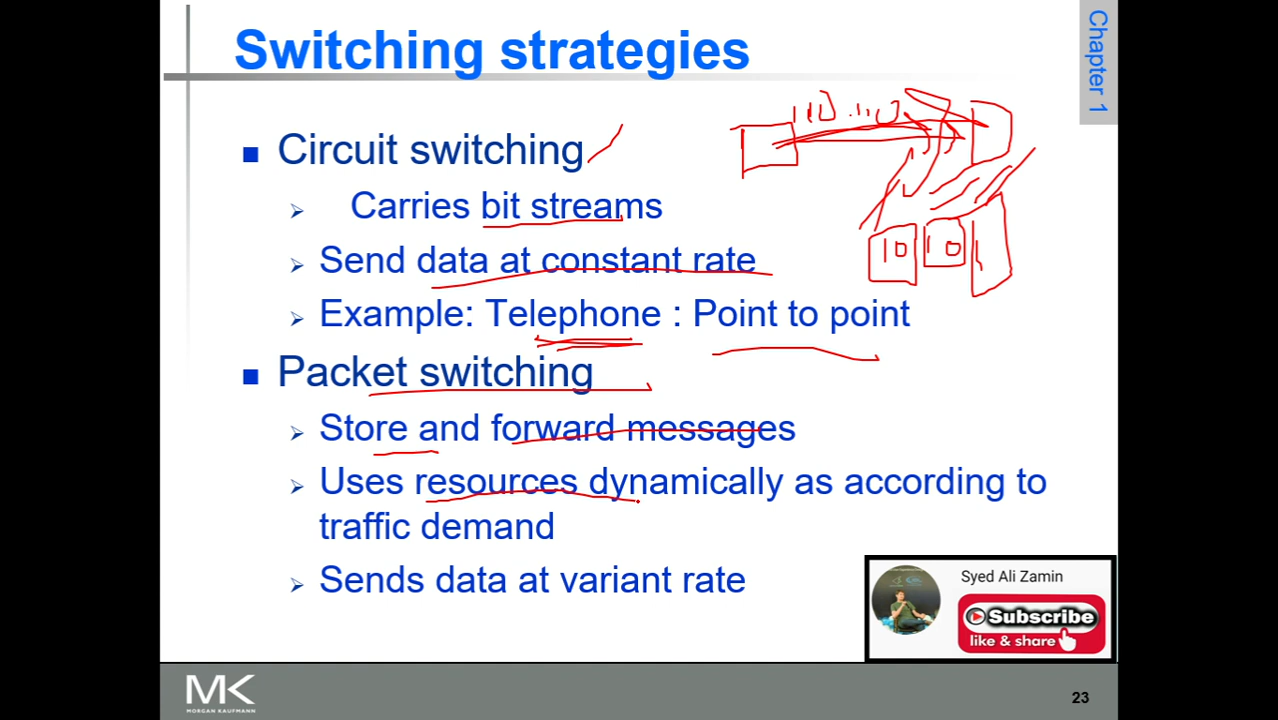 Switching strategies
Chapter 1
Circuit switching
Carries bit streams
Send data at constant rate
Example: Telephone : Point to point
Packet switching
Store and forward messages
Uses resources dynamically as according to
traffic demand
Sends data at variant rate
10
10
Syed Ali Zamin
Subscribe
like & share
MK
MORGAN KAUFMANN
23